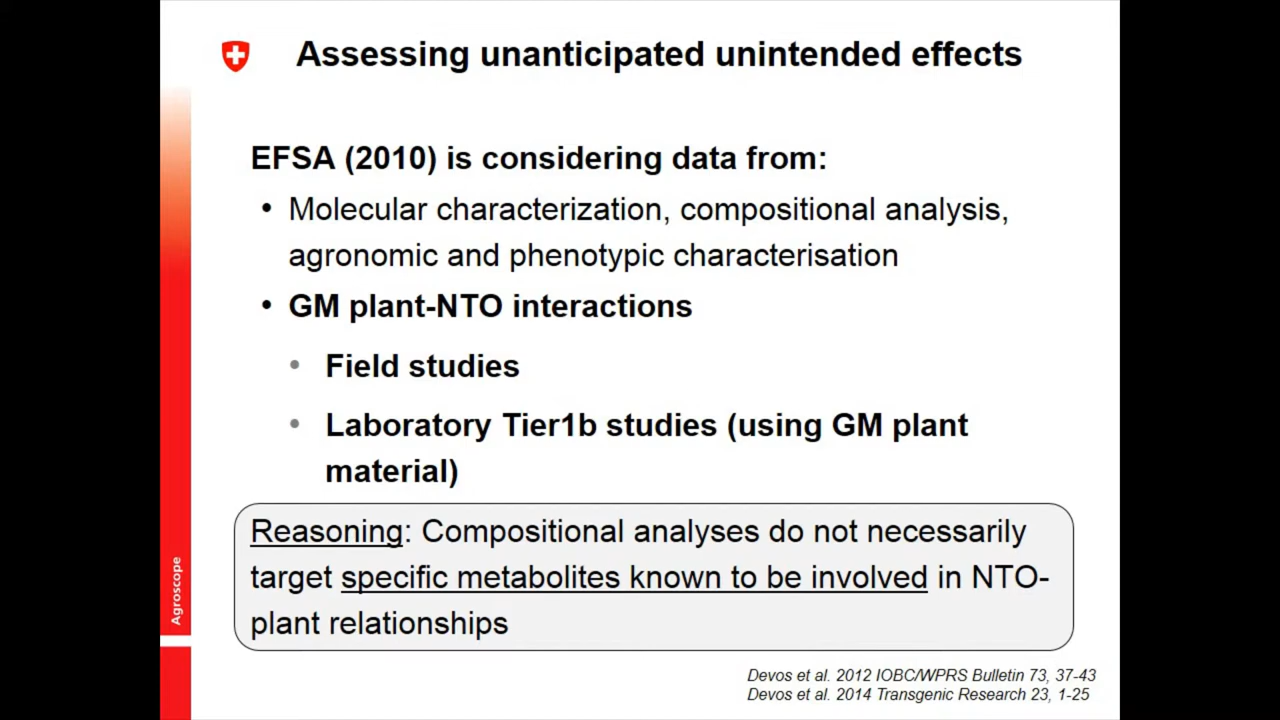 Assessing unanticipated unintended effects
EFSA (2010) is considering data from:
• Molecular characterization, compositional analysis,
agronomic and phenotypic characterisation
• GM plant-NTO interactions
• Field studies
• Laboratory Tier1b studies (using GM plant
material)
Reasoning: Compositional analyses do not necessarily
target specific metabolites known to be involved in NTO-
plant relationships
Agroscope
Devos et al. 2012 IOBC/WPRS Bulletin 73, 37-43
Devos et al. 2014 Transgenic Research 23, 1-25